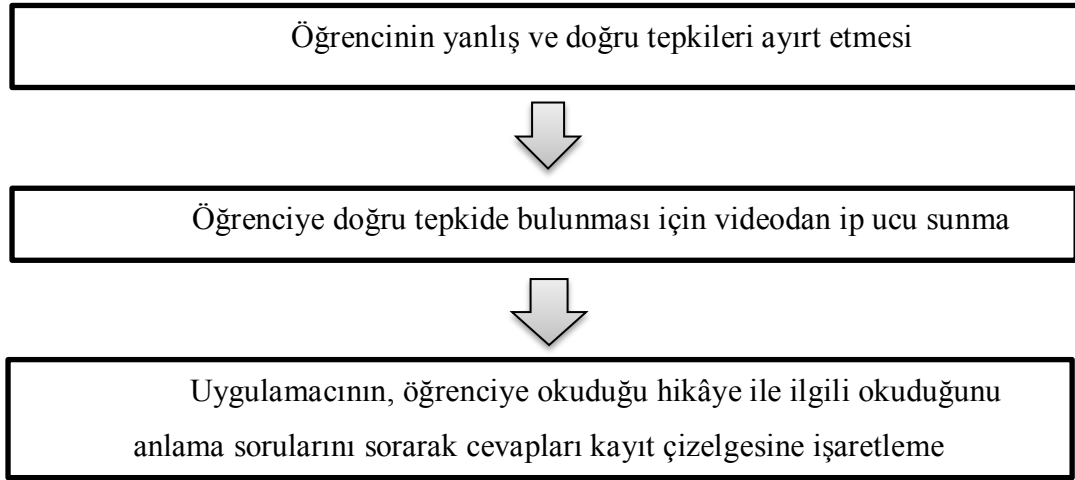 Öğrencinin yanlış ve doğru tepkileri ayırt etmesi
Öğrenciye doğru tepkide bulunması için videodan ip ucu sunma
Uygulamacının, öğrenciye okuduğu hikâye ile ilgili okuduğunu
anlama sorularını sorarak cevapları kayıt çizelgesine işaretleme